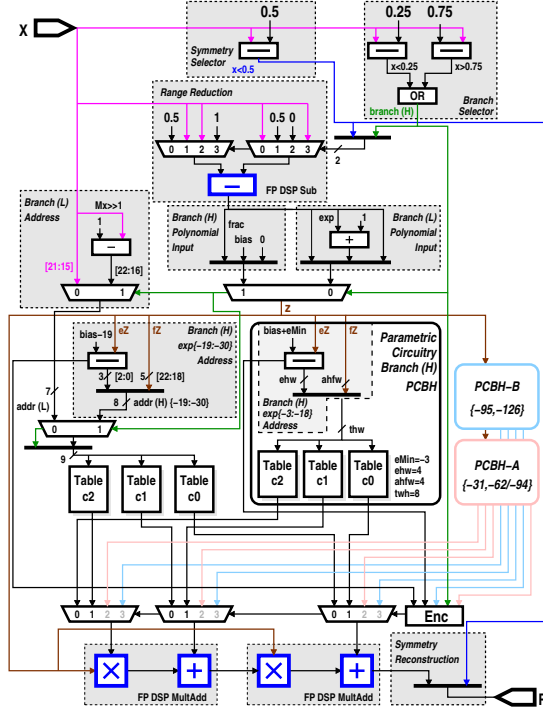 X
0.5
0.25 0.75
Symmetry
Selector
x<0.5
x<0.25
x>0.75
OR
branch (H)
Branch
Selector
Range Reduction
0.5 1 0.5 0
0 1 2 3
0 1 2 3
2
FP DSP Sub
Branch (L)
Address
Mx>>1
1
[21:15]
[22:16]
Branch (H)
Polynomial
Input
frac
bias 0
exp 1
+
Branch (L)
Polynomial
Input
0 1
1 0
z
Branch (H)
exp{-19:-30}
Address
bias-19
eZ
fZ
3 [2:0] 5 [22:18]
8 addr (H) {-19:-30}
7
addr (L)
0 1
9
bias+eMin
eZ
fZ
ehw
ahfw
Branch (H)
exp{-3:-18}
Address
Parametric
Circuitry
Branch (H)
PCBH
thw
PCBH-B
{-95,-126}
PCBH-A
{-31,-62/-94}
Table
c2
Table
c1
Table
c0
Table
c2
Table
c1
Table
c0
eMin=-3
ehw=4
ahfw=4
twh=8
0 1 2 3
0 1 2 3
0 1 2 3
Enc
× +
FP DSP MultAdd
× +
FP DSP MultAdd
Symmetry
Reconstruction